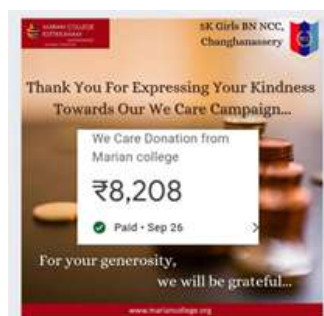 MARIAN COLLEGE
KUTTIKKANAM
5K Girls BN NCC,
Changhanassery
Thank You For Expressing Your Kindness
Towards Our We Care Campaign...
We Care Donation from
Marian college
₹8,208
Paid • Sep 26
For your generosity,
we will be grateful...
www.mariancollege.org